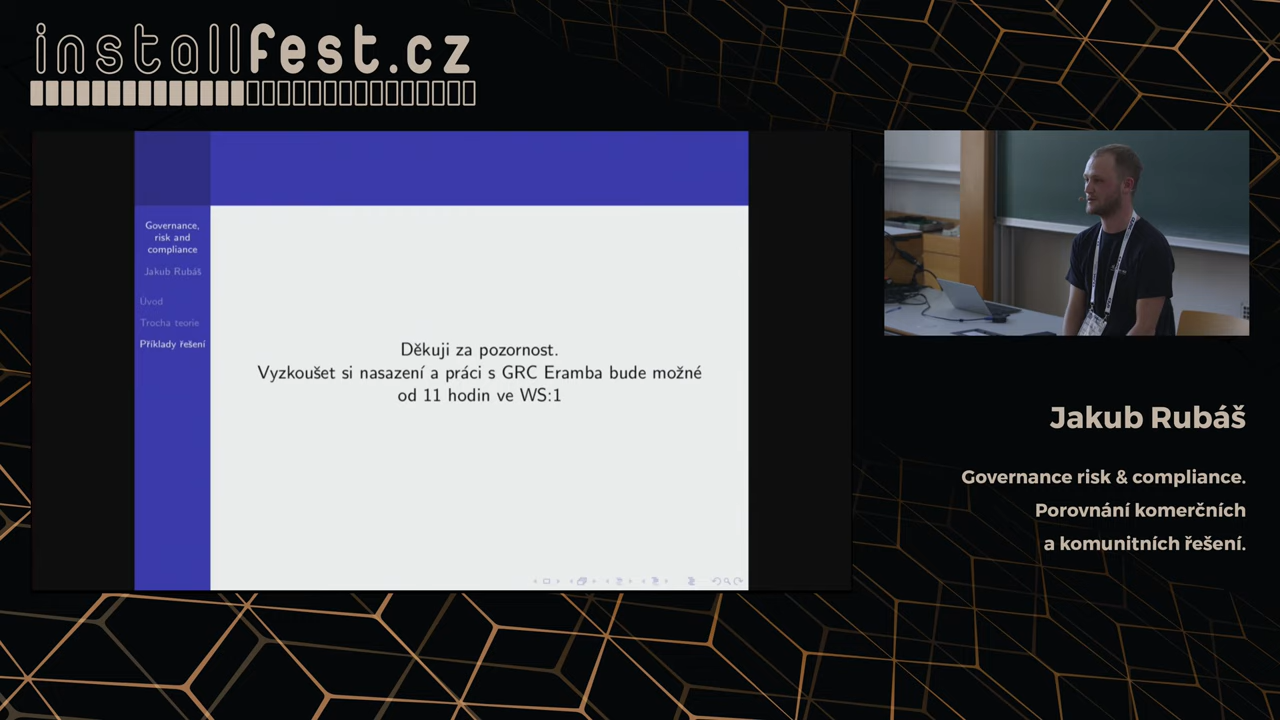 installfest.cz
Governance,
risk and
compliance
Jakub Rubáš
Úvod
Trocha teorie
Příklady řešení
Děkuji za pozornost.
Vyzkoušet si nasazení a práci s GRC Eramba bude možné
od 11 hodin ve WS:1
Jakub Rubáš
Governance risk & compliance.
Porovnání komerčních
a komunitních řešení.